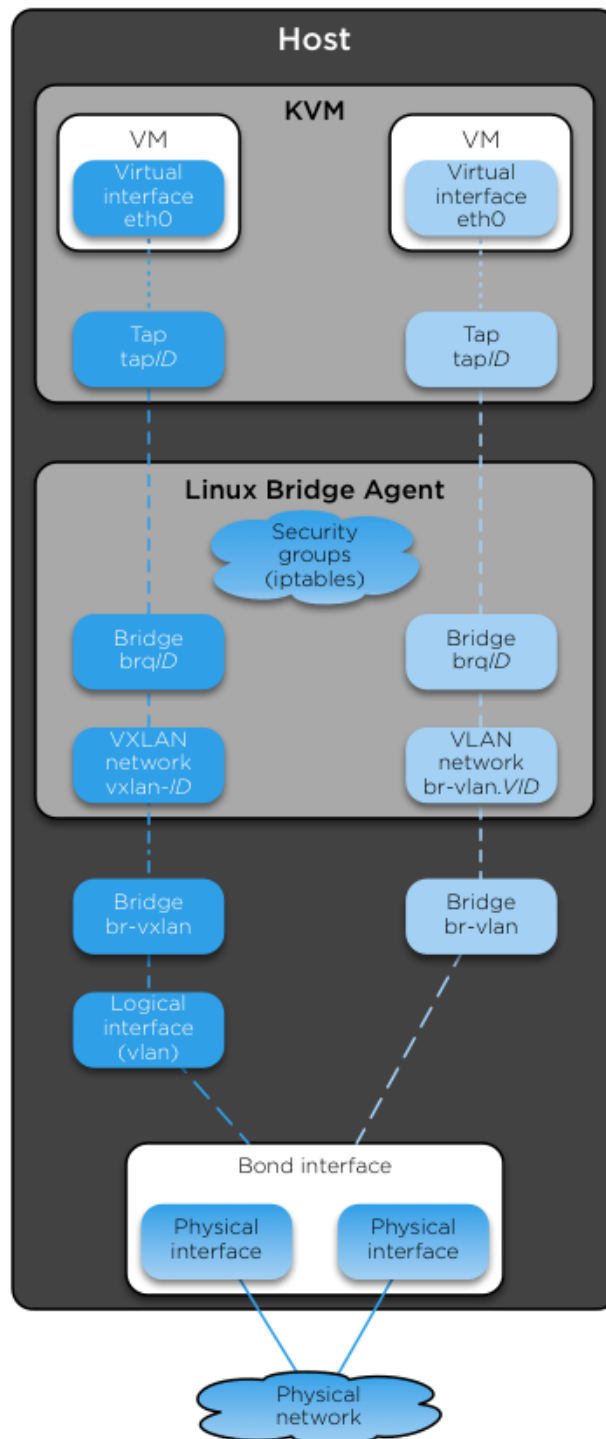 Host
KVM
VM
Virtual
interface
eth0
VM
Virtual
interface
eth0
Tap
tapID
Tap
tapID
Linux Bridge Agent
Security
groups
(iptables)
Bridge
brqID
Bridge
brqID
VXLAN
network
vxlan-ID
VLAN
network
br-vlan.VID
Bridge
br-vxlan
Bridge
br-vlan
Logical
interface
(vlan)
Bond interface
Physical
interface
Physical
interface
Physical
network